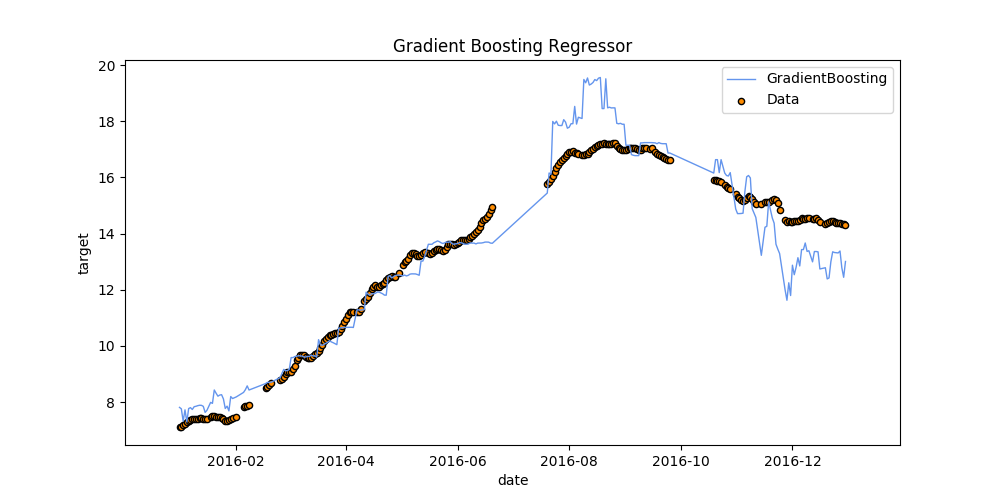 Gradient Boosting Regressor
GradientBoosting
Data
target
20
18
16
14
12
10
8
2016-02
2016-04
2016-06
2016-08
2016-10
2016-12
date